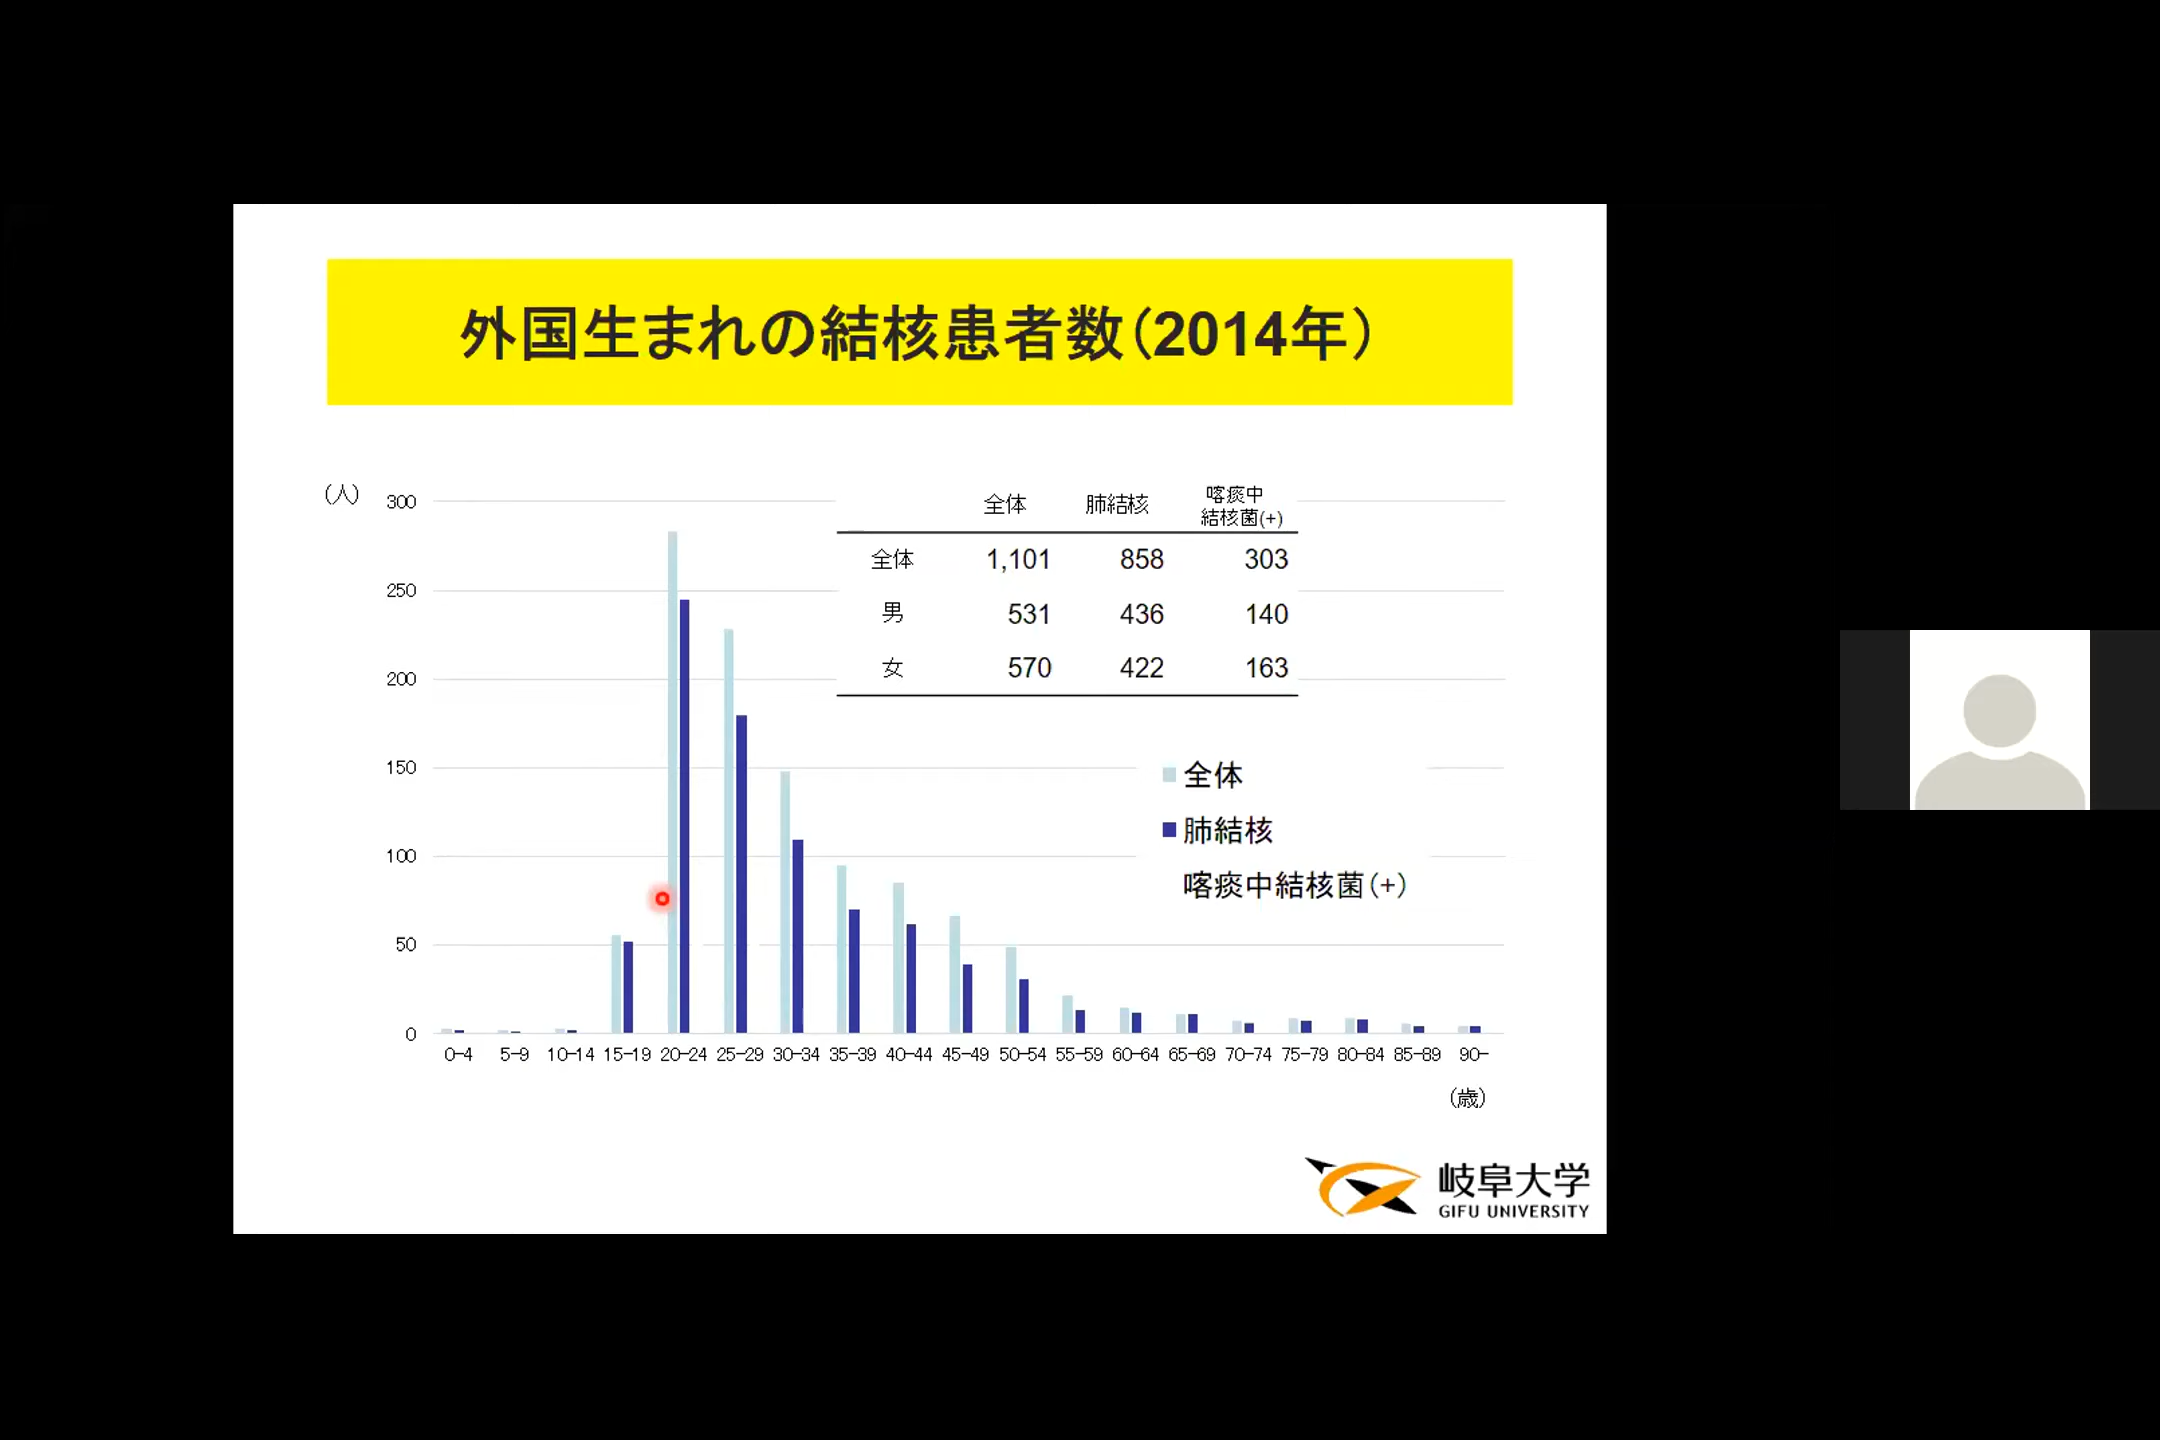 外国生まれの結核患者数(2014年)
(人)
300
250
200
150
100
50
0
全体 肺結核 喀痰中
結核菌(+)
全体 1,101 858 303
男 531 436 140
女 570 422 163
全体
肺結核
喀痰中結核菌(+)
0-4 5-9 10-14 15-19 20-24 25-29 30-34 35-39 40-44 45-49 50-54 55-59 60-64 65-69 70-74 75-79 80-84 85-89 90-
(歳)
岐阜大学
GIFU UNIVERSITY